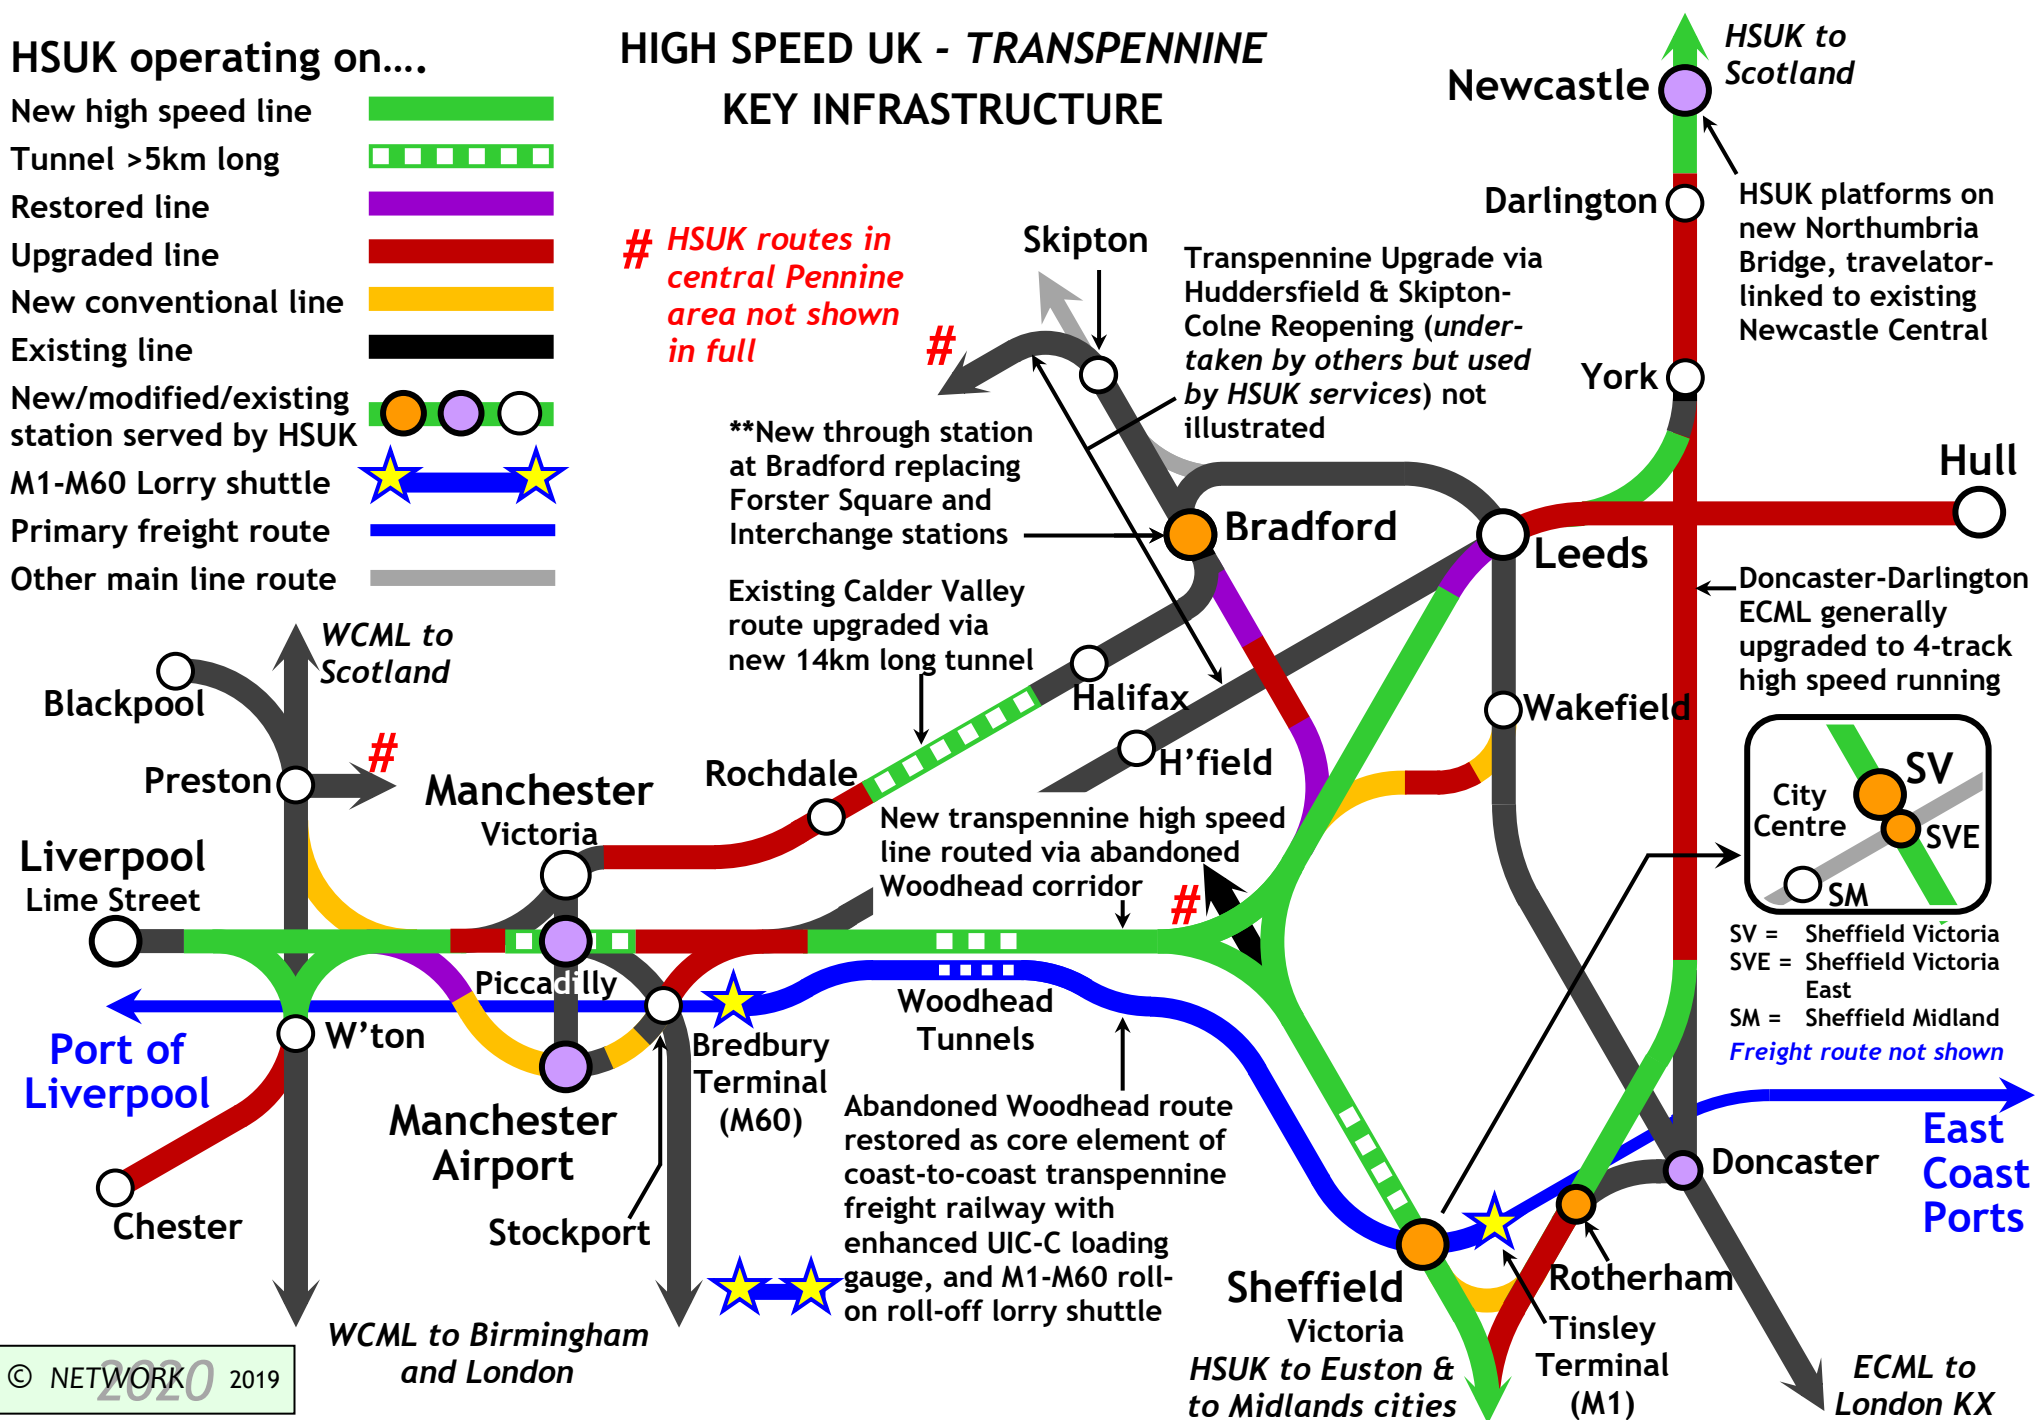 HIGH SPEED UK - TRANSPENNINE
KEY INFRASTRUCTURE
HSUK operating on….
New high speed line
Tunnel >5km long
Restored line
Upgraded line
New conventional line
Existing line
New/modified/existing
station served by HSUK
M1-M60 Lorry shuttle
Primary freight route
Other main line route
# HSUK routes in
central Pennine
area not shown
in full
#
Skipton
Transpennine Upgrade via
Huddersfield & Skipton-
Colne Reopening (under-
taken by others but used
by HSUK services) not
illustrated
HSUK to
Scotland
Newcastle
Darlington
HSUK platforms on
new Northumbria
Bridge, travelator-
linked to existing
Newcastle Central
York
Hull
**New through station
at Bradford replacing
Forster Square and
Interchange stations
Bradford
Leeds
Existing Calder Valley
route upgraded via
new 14km long tunnel
Doncaster-Darlington
ECML generally
upgraded to 4-track
high speed running
WCML to
Scotland
Blackpool
Preston
#
Halifax
H'field
Wakefield
Rochdale
Manchester
Victoria
Liverpool
Lime Street
New transpennine high speed
line routed via abandoned
Woodhead corridor
#
City
Centre
SV
SVE
SM
SV = Sheffield Victoria
SVE = Sheffield Victoria
East
SM = Sheffield Midland
Freight route not shown
Piccadilly
Port of
Liverpool
W'ton
Woodhead
Tunnels
Bredbury
Terminal
(M60)
Manchester
Airport
Chester
Stockport
Abandoned Woodhead route
restored as core element of
coast-to-coast transpennine
freight railway with
enhanced UIC-C loading
gauge, and M1-M60 roll-
on roll-off lorry shuttle
East
Coast
Ports
Doncaster
Rotherham
Sheffield
Victoria
HSUK to Euston &
to Midlands cities
Tinsley
Terminal
(M1)
ECML to
London KX
WCML to Birmingham
and London
© NETWORK 2020 2019